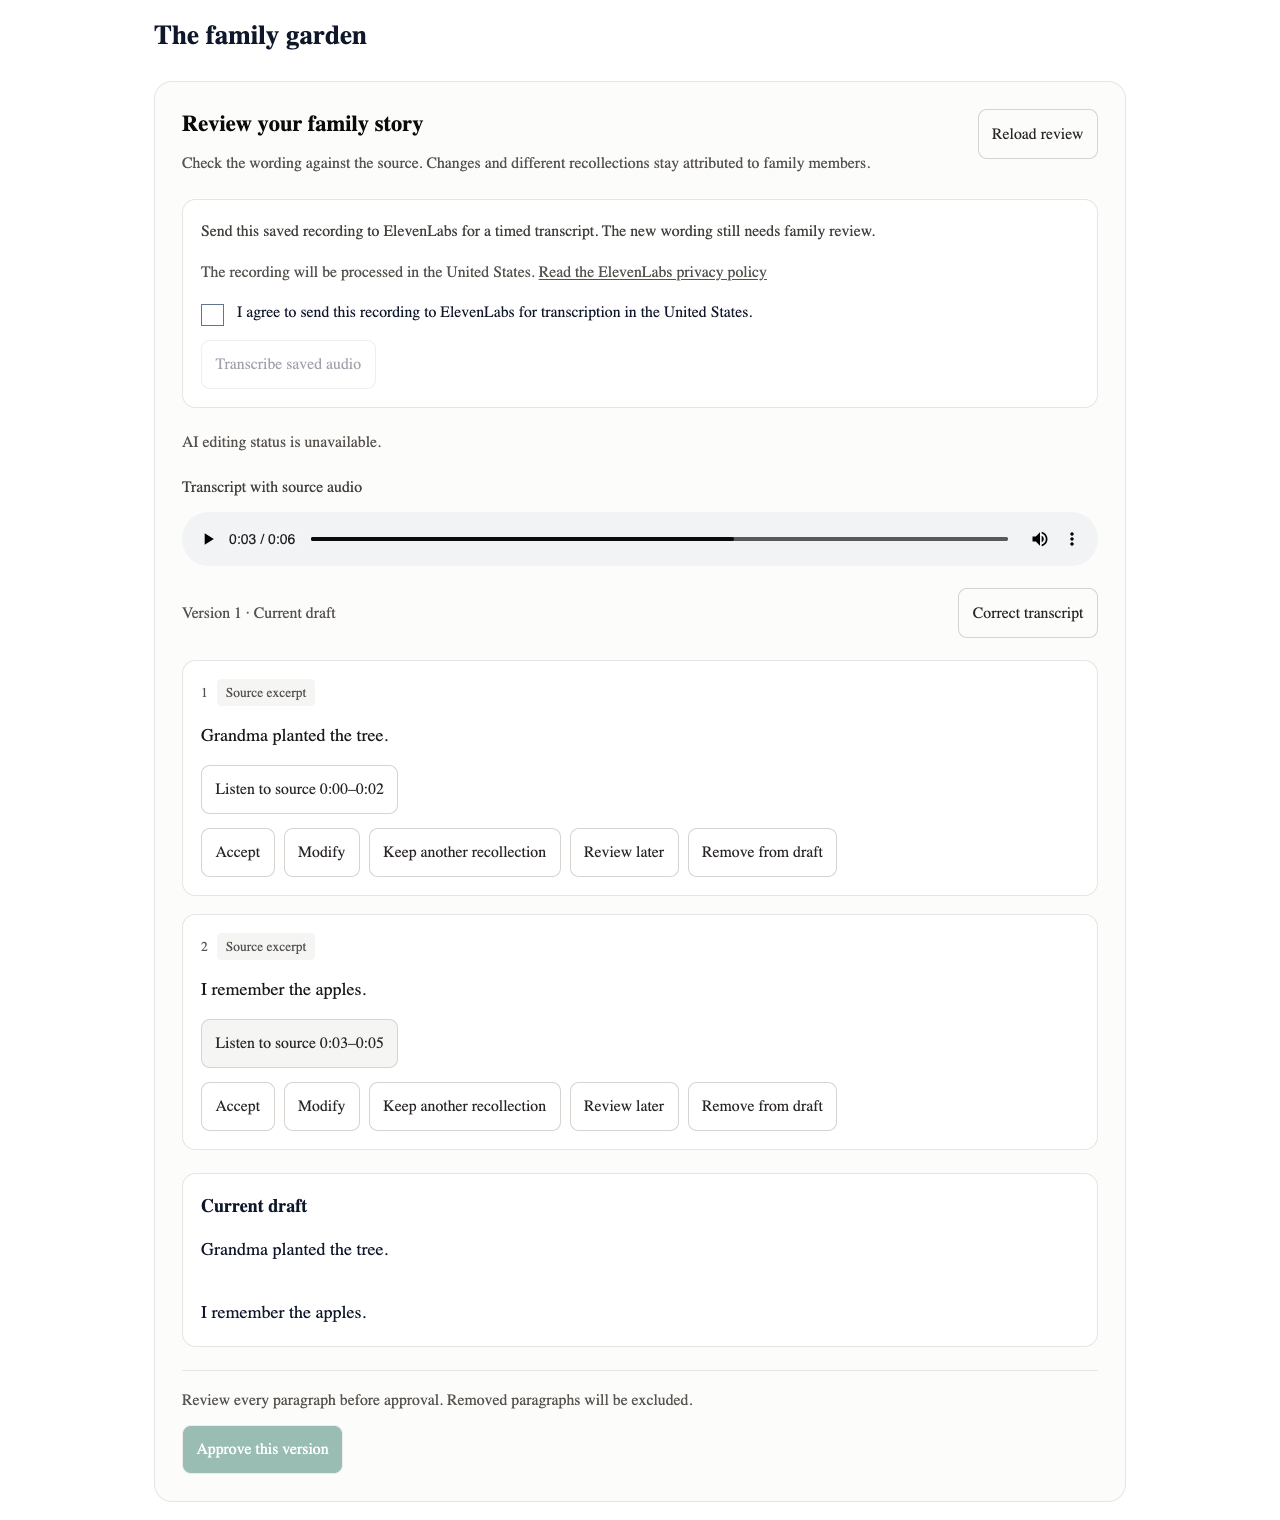 The family garden
Review your family story
Reload review
Check the wording against the source. Changes and different recollections stay attributed to family members.
Send this saved recording to ElevenLabs for a timed transcript. The new wording still needs family review.
The recording will be processed in the United States. Read the ElevenLabs privacy policy
I agree to send this recording to ElevenLabs for transcription in the United States.
Transcribe saved audio
AI editing status is unavailable.
Transcript with source audio
0:03 / 0:06
Version 1 · Current draft
Correct transcript
1 Source excerpt
Grandma planted the tree.
Listen to source 0:00–0:02
Accept Modify Keep another recollection Review later Remove from draft
2 Source excerpt
I remember the apples.
Listen to source 0:03–0:05
Accept Modify Keep another recollection Review later Remove from draft
Current draft
Grandma planted the tree.
I remember the apples.
Review every paragraph before approval. Removed paragraphs will be excluded.
Approve this version